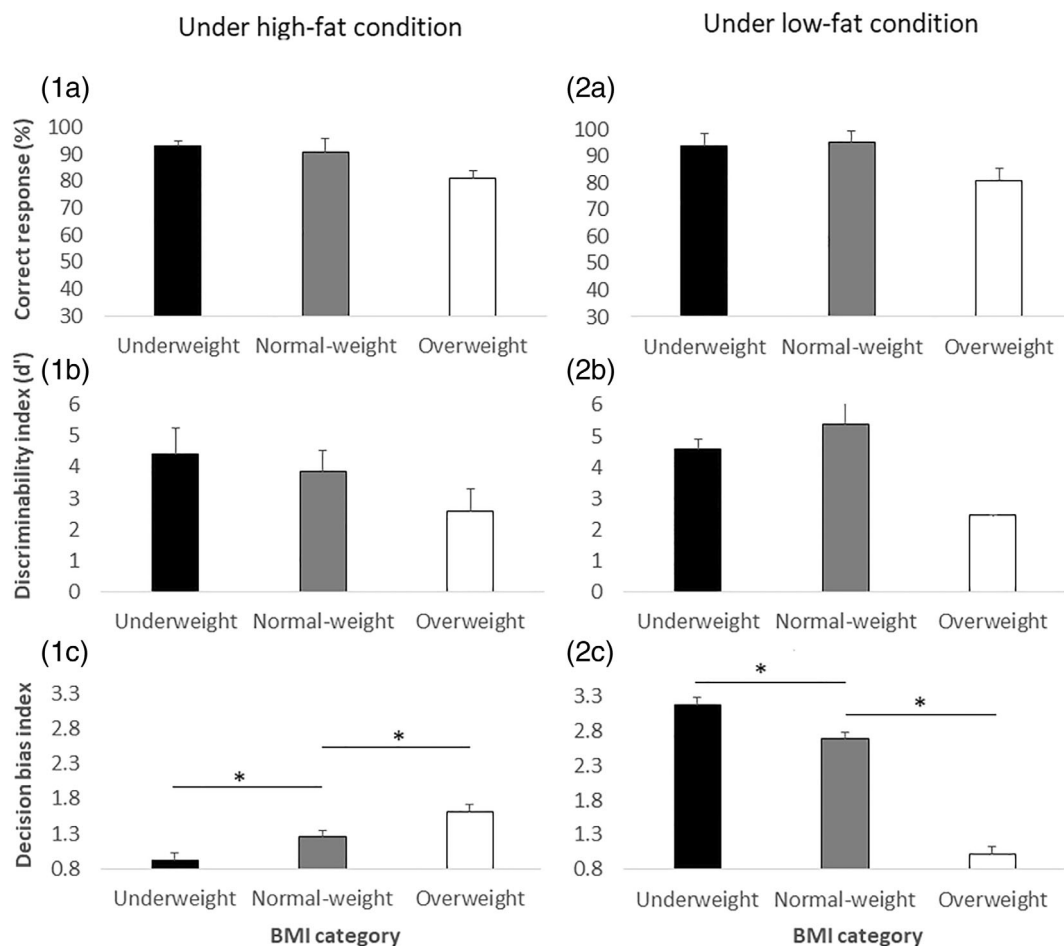 Under high-fat condition
Under low-fat condition
(1a)
Correct response (%)
100
90
80
70
60
50
40
30
Underweight Normal-weight Overweight
(2a)
100
90
80
70
60
50
40
30
Underweight Normal-weight Overweight
(1b)
Discriminability index (d')
6
5
4
3
2
1
0
Underweight Normal-weight Overweight
(2b)
6
5
4
3
2
1
0
Underweight Normal-weight Overweight
(1c)
Decision bias index
3.3
2.8
2.3
1.8
1.3
0.8
*
*
Underweight Normal-weight Overweight
BMI category
(2c)
3.3
2.8
2.3
1.8
1.3
0.8
*
*
Underweight Normal-weight Overweight
BMI category